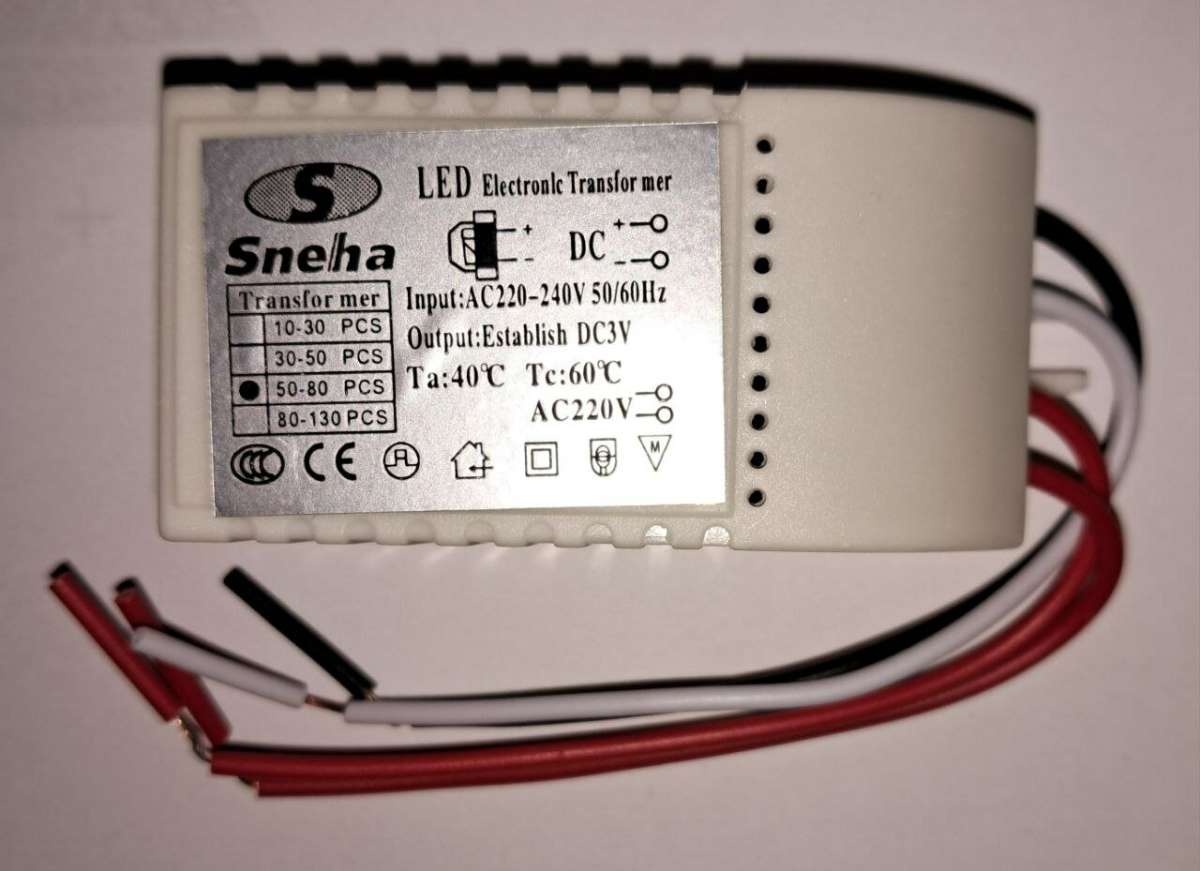 S
Sneha
LED Electronlc Transfor mer
+
-
DC
+
-
Transfor mer
10-30 PCS
30-50 PCS
50-80 PCS
80-130 PCS
Input:AC220-240V 50/60Hz
Output:Establish DC3V
Ta:40℃ Tc:60℃
AC220V
CCC CE M